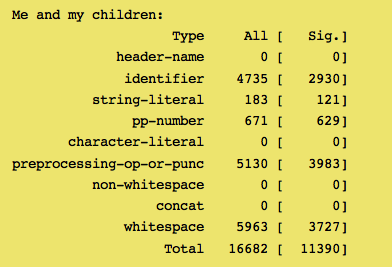 Me and my children:
Type All [ Sig.]
header-name 0 [ 0]
identifier 4735 [ 2930]
string-literal 183 [ 121]
pp-number 671 [ 629]
character-literal 0 [ 0]
preprocessing-op-or-punc 5130 [ 3983]
non-whitespace 0 [ 0]
concat 0 [ 0]
whitespace 5963 [ 3727]
Total 16682 [ 11390]